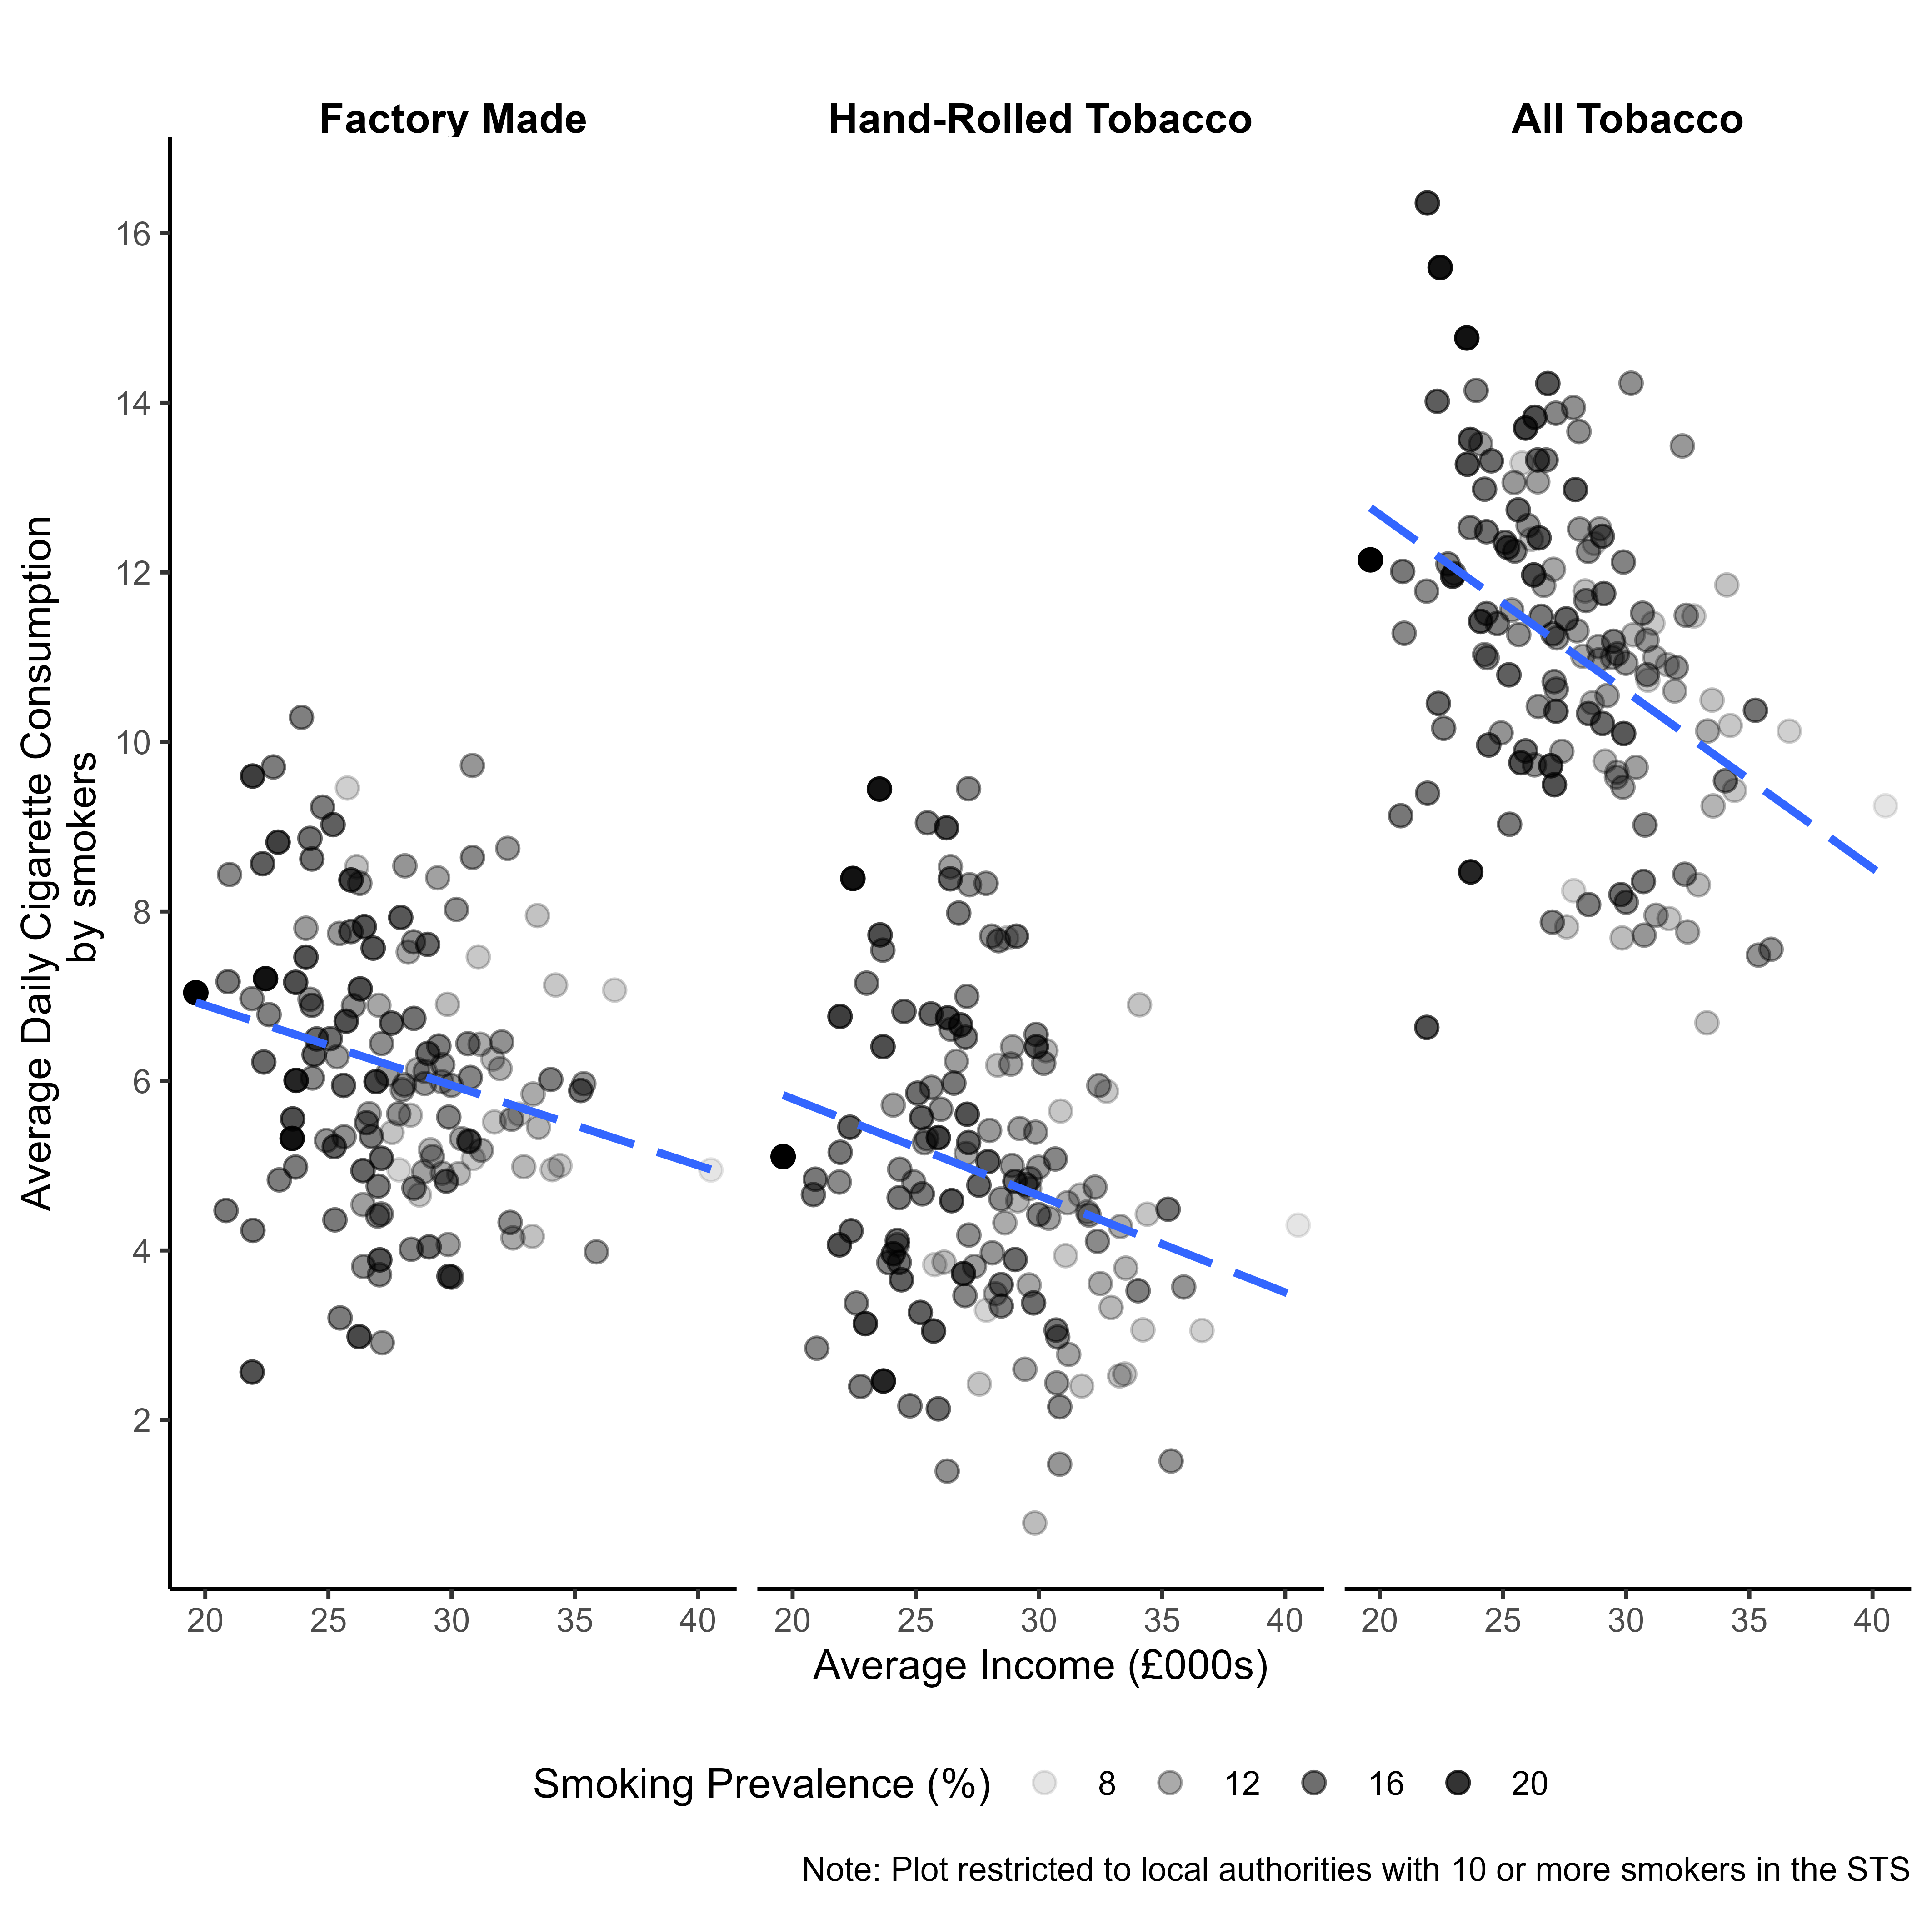 Factory Made Hand-Rolled Tobacco All Tobacco
Average Daily Cigarette Consumption
by smokers
16
14
12
10
8
6
4
2
20 25 30 35 40 20 25 30 35 40 20 25 30 35 40
Average Income (£000s)
Smoking Prevalence (%) 8 12 16 20
Note: Plot restricted to local authorities with 10 or more smokers in the STS